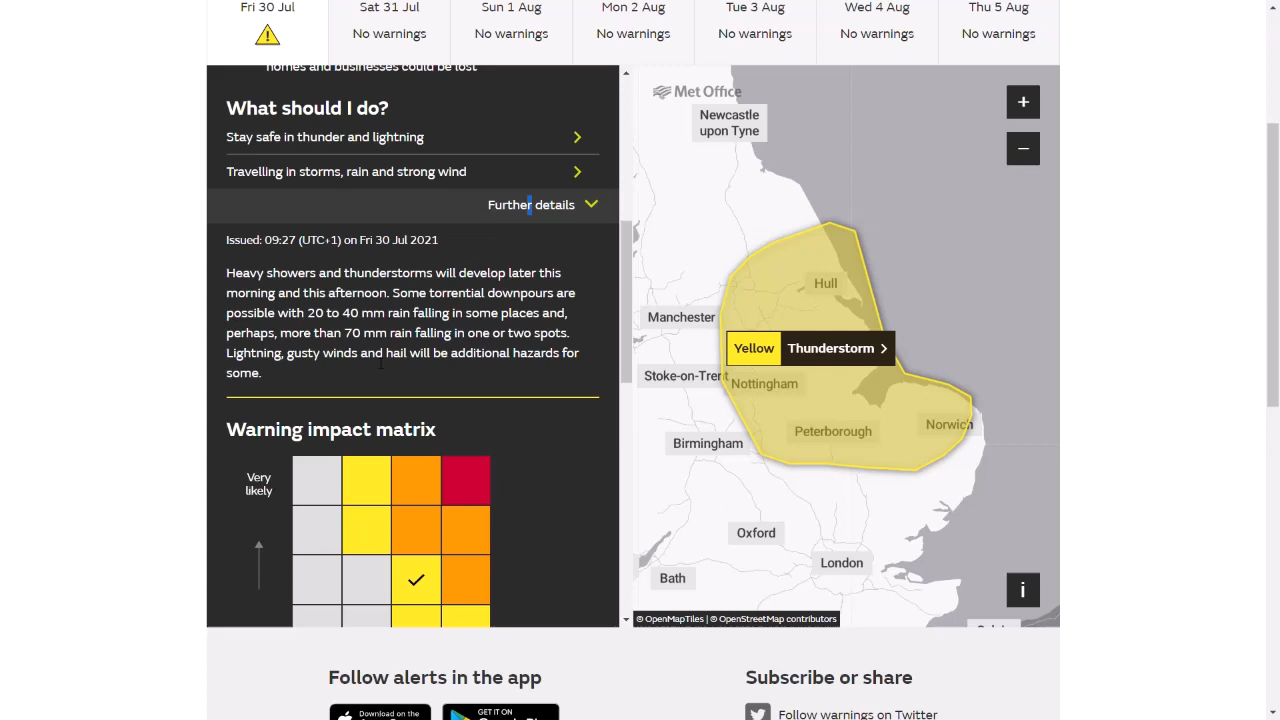 Fri 30 Jul
Sat 31 Jul
Sun 1 Aug
Mon 2 Aug
Tue 3 Aug
Wed 4 Aug
Thu 5 Aug
No warnings
No warnings
No warnings
No warnings
No warnings
No warnings
homes and businesses could be lost
What should I do?
Stay safe in thunder and lightning
Travelling in storms, rain and strong wind
Further details
Issued: 09:27 (UTC+1) on Fri 30 Jul 2021
Heavy showers and thunderstorms will develop later this
morning and this afternoon. Some torrential downpours are
possible with 20 to 40 mm rain falling in some places and,
perhaps, more than 70 mm rain falling in one or two spots.
Lightning, gusty winds and hail will be additional hazards for
some.
Warning impact matrix
Very
likely
Met Office
Newcastle
upon Tyne
+
−
Hull
Manchester
Yellow Thunderstorm
Stoke-on-Trent
Nottingham
Norwich
Peterborough
Birmingham
Oxford
London
Bath
i
© OpenMapTiles | © OpenStreetMap contributors
Follow alerts in the app
Subscribe or share
Download on the
GET IT ON
Follow warnings on Twitter